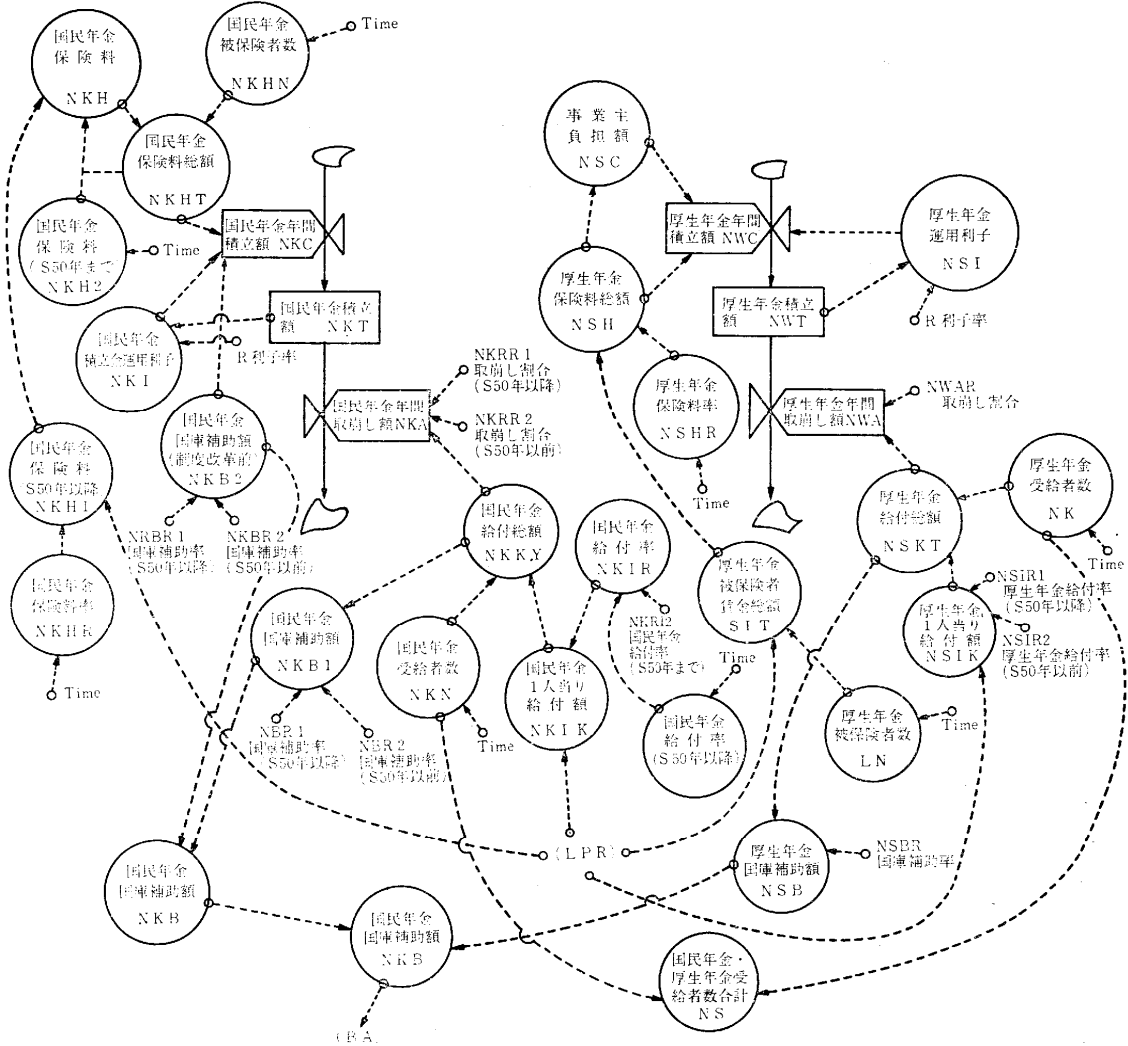 国民年金
保険料
NKH
国民年金
被保険者数
NKHN
Time
国民年金
保険料総額
NKHT
国民年金
保険料
(S50年まで)
NKH2
Time
国民年金年間
積立額 NKC
国民年金積立
額 NKT
国民年金
積立金運用利子
NKI
R利子率
国民年金年間
取崩し額NKA
NKRR1
取崩し割合
(S50年以降)
NKRR2
取崩し割合
(S50年以前)
国民年金
保険料
(S50年以降)
NKH1
国民年金
国庫補助額
(制度改革前)
NKB2
NRBR1
国庫補助率
(S50年以降)
NKBR2
国庫補助率
(S50年以前)
国民年金
NKHR
Time
国民年金
給付総額
NKKY
国民年金
国庫補助額
NKB1
NBR1
国庫補助率
(S50年以降)
NBR2
国庫補助率
(S50年以前)
国民年金
受給者数
NKN
Time
国民年金
給付率
NKIR
NKRI2
国民年金
給付率
(S50年まで)
Time
国民年金
1人当り
給付額
NKIK
国民年金
給付率
(S50年以降)
(LPR)
国民年金
国庫補助額
NKB
国民年金
国庫補助額
NKB
(BA
事業主
負担額
NSC
厚生年金年間
積立額 NWC
厚生年金
運用利子
NSI
R利子率
厚生年金
保険料総額
NSH
厚生年金積立
額 NWT
厚生年金
保険料率
NSHR
Time
厚生年金年間
取崩し額NWA
NWAR
取崩し割合
厚生年金
受給者数
NK
Time
厚生年金
給付総額
NSKT
厚生年金
被保険者
賃金総額
SIT
厚生年金
1人当り
給付額
NSIK
NSiR1
厚生年金給付率
(S50年以降)
NSIR2
厚生年金給付率
(S50年以前)
厚生年金
被保険者数
LN
Time
厚生年金
国庫補助額
NSB
NSBR
国庫補助率
国民年金・
厚生年金受
給者数合計
NS